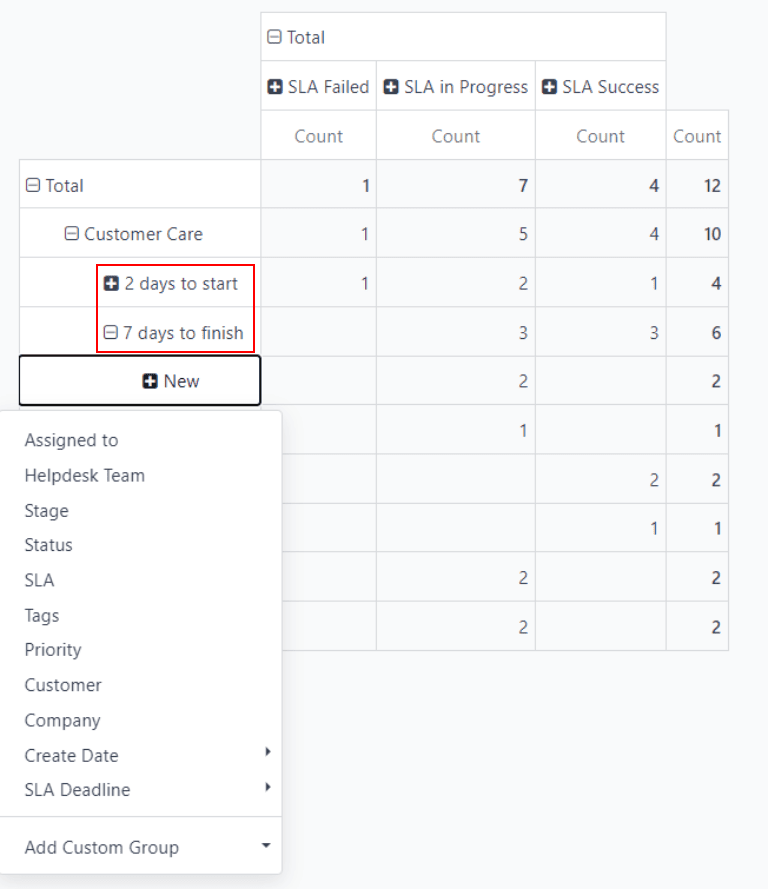 Total
SLA Failed SLA in Progress SLA Success
Count Count Count Count
Total 1 7 4 12
Customer Care 1 5 4 10
2 days to start 1 2 1 4
7 days to finish 3 3 6
New 2 2
1 1
Assigned to
Helpdesk Team 2 2
Stage
Status 1 1
SLA 2 2
Tags 2 2
Priority
Customer
Company
Create Date
SLA Deadline
Add Custom Group